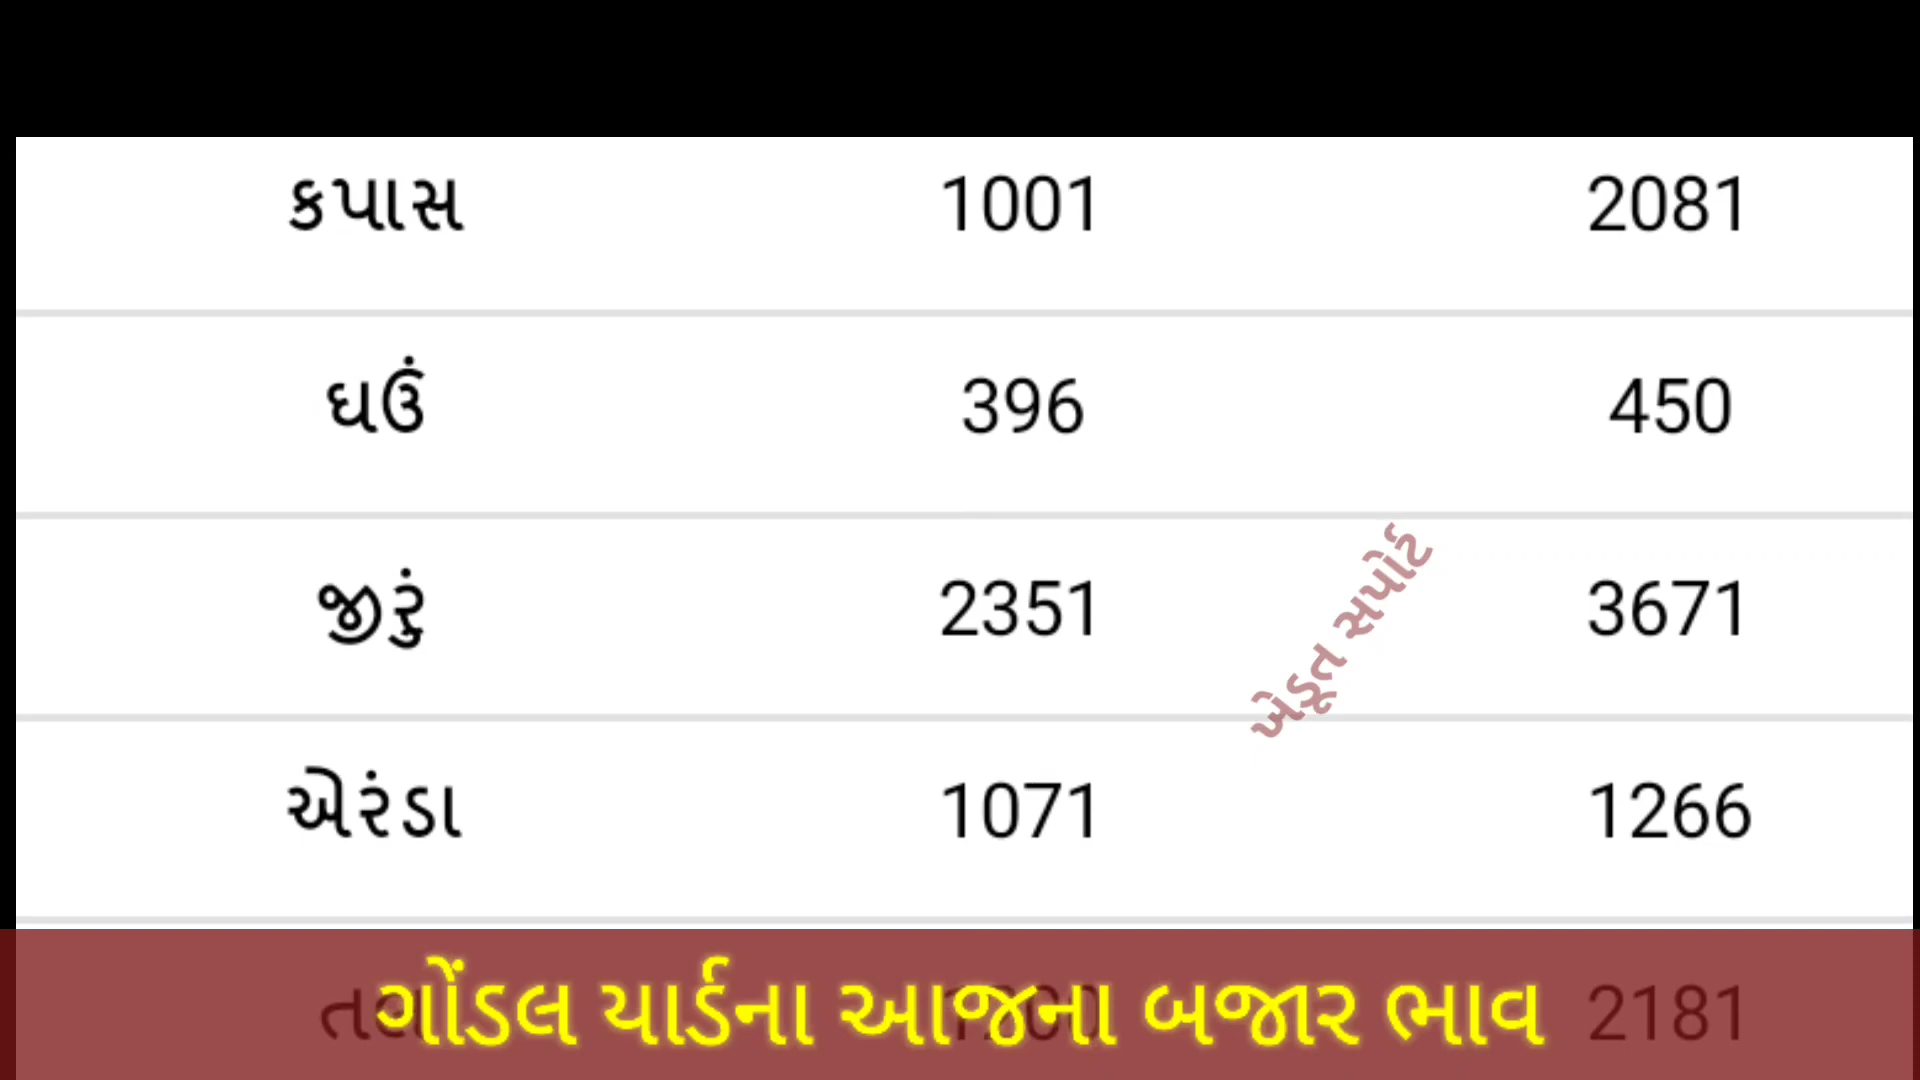 કપાસ 1001 2081
ઘઉં 396 450
જીરું 2351 3671
ખેડૂત સપોર્ટ
એરંડા 1071 1266
2181
ગોંડલ યાર્ડના આજના બજાર ભાવ